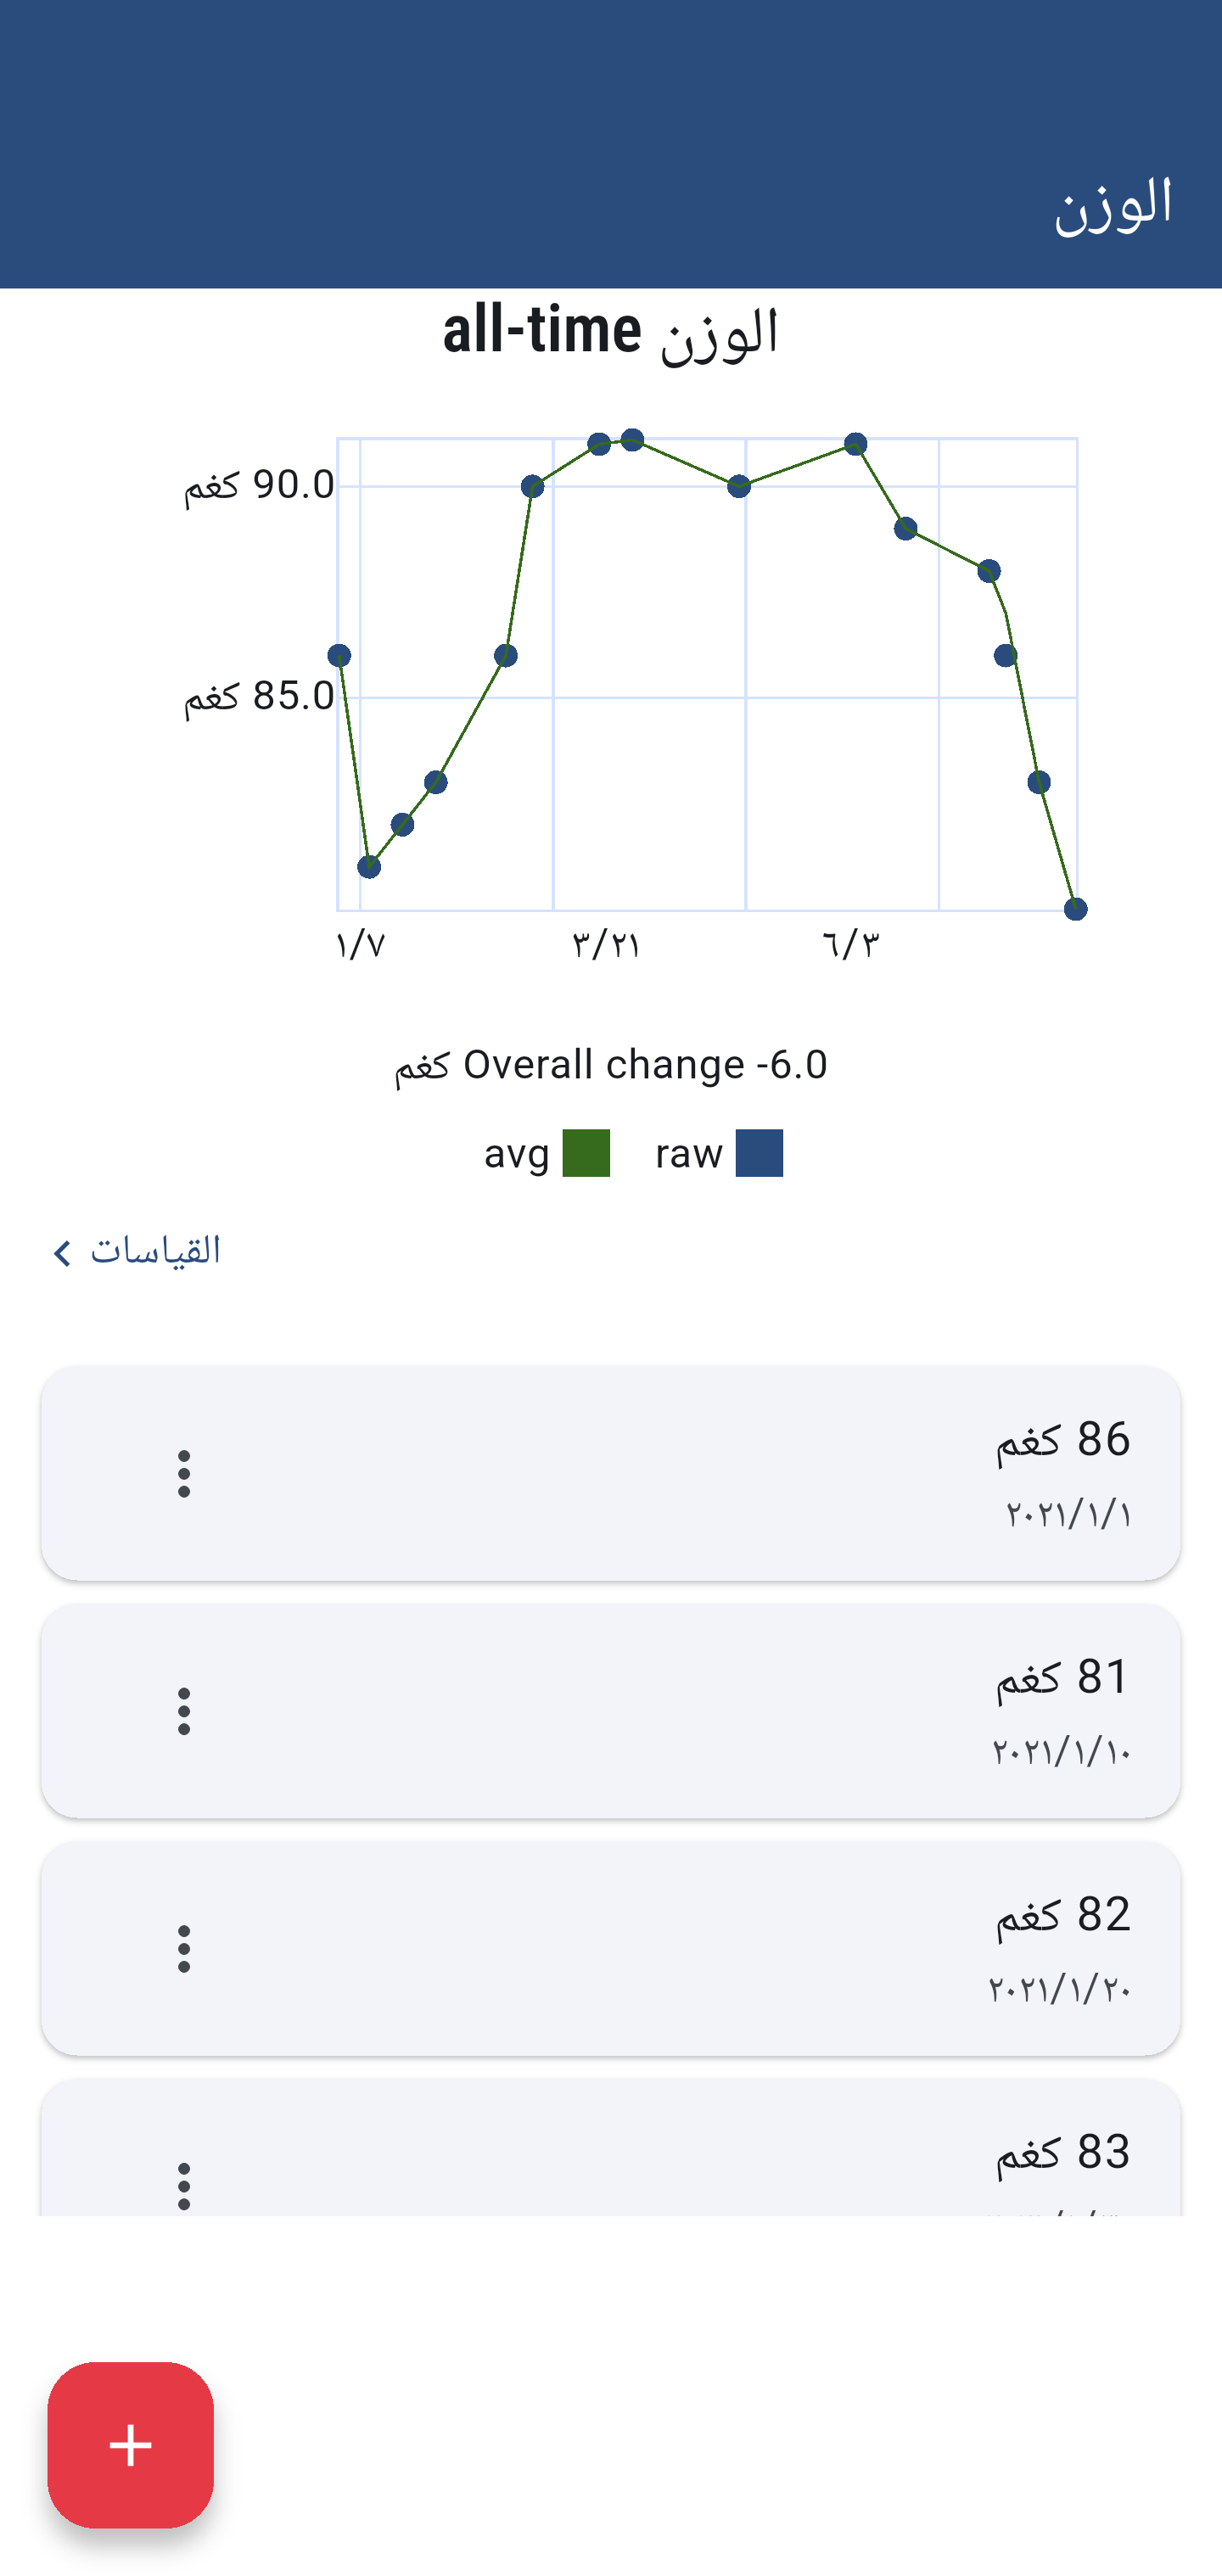 الوزن
الوزن all-time
90.0 كغم
85.0 كغم
١/٧
٣/٢١
٦/٣
Overall change -6.0 كغم
raw
avg
القياسات
86 كغم
٢٠٢١/١/١
81 كغم
٢٠٢١/١/١٠
82 كغم
٢٠٢١/١/٢٠
83 كغم